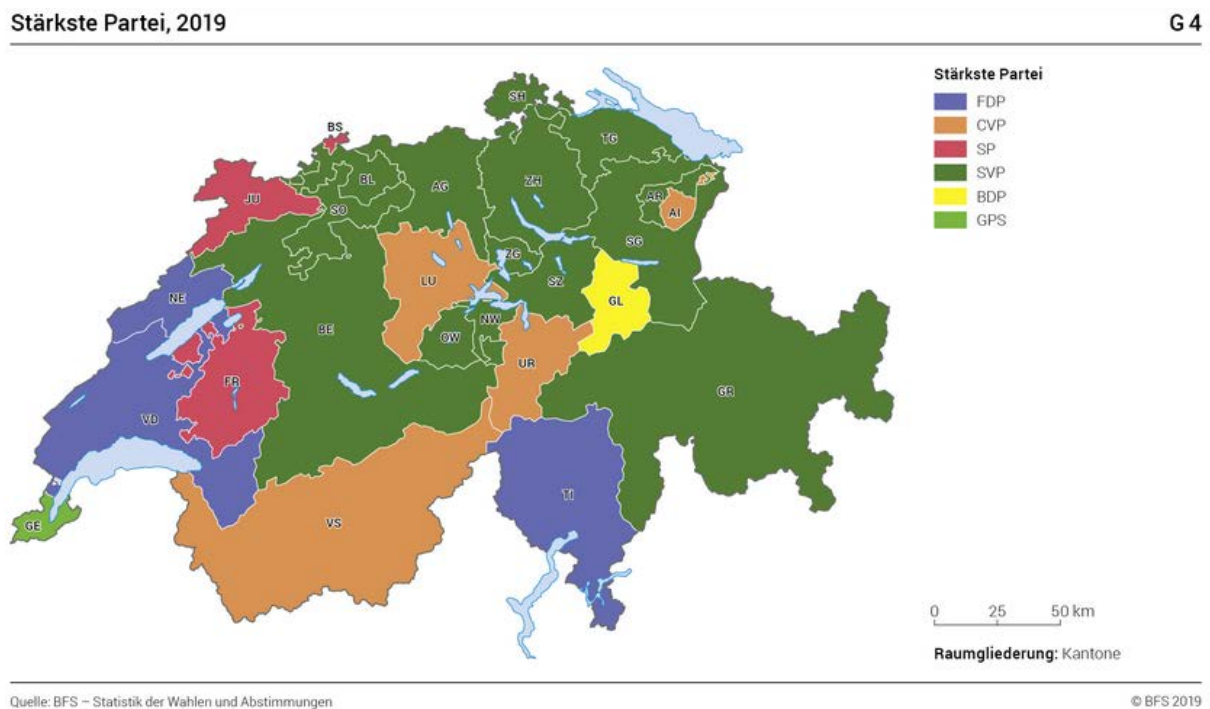 Stärkste Partei, 2019
G 4
Stärkste Partei
FDP
CVP
SP
SVP
BDP
GPS
SH
BS
TG
BL
AG
ZH
JU
SO
AR
AI
ZG
SG
LU
SZ
NE
GL
BE
OW
NW
UR
FR
GR
VD
TI
VS
GE
0 25 50 km
Raumgliederung: Kantone
Quelle: BFS – Statistik der Wahlen und Abstimmungen
© BFS 2019